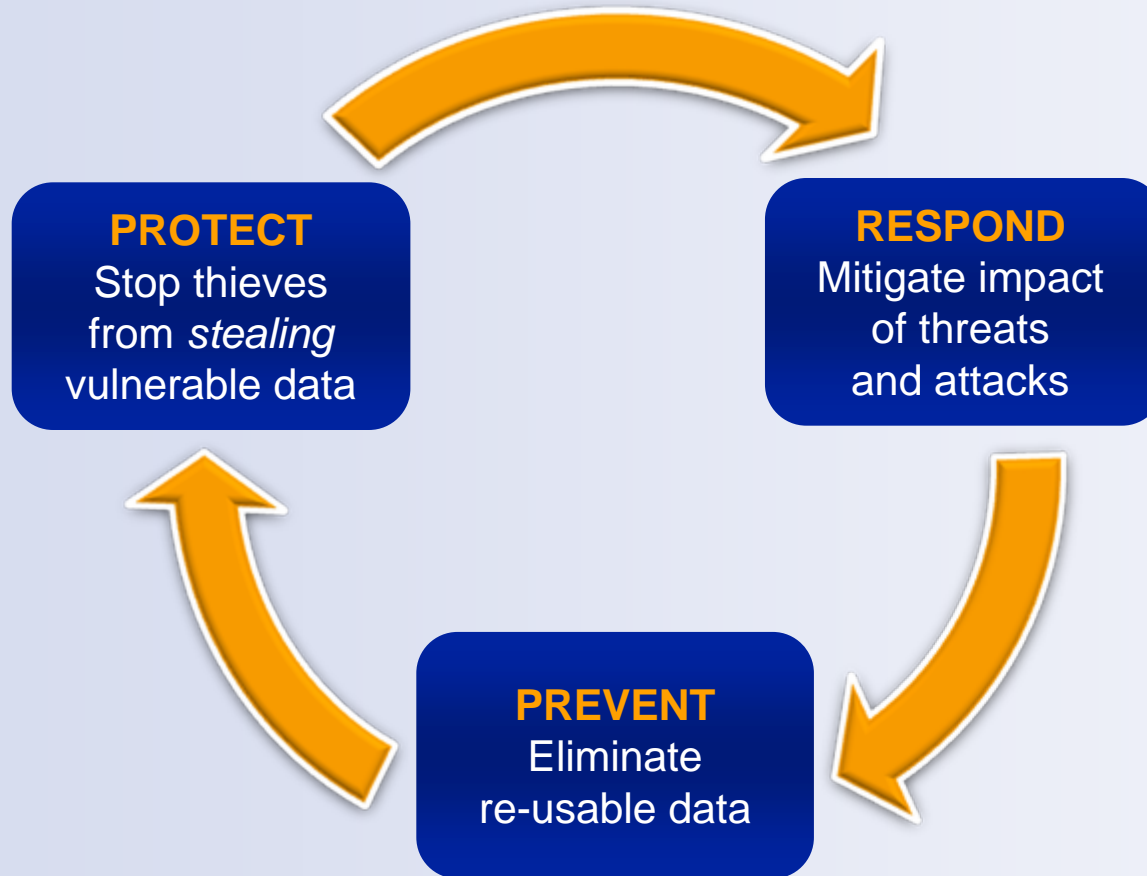 PROTECT
Stop thieves
from stealing
vulnerable data
RESPOND
Mitigate impact
of threats
and attacks
PREVENT
Eliminate
re-usable data